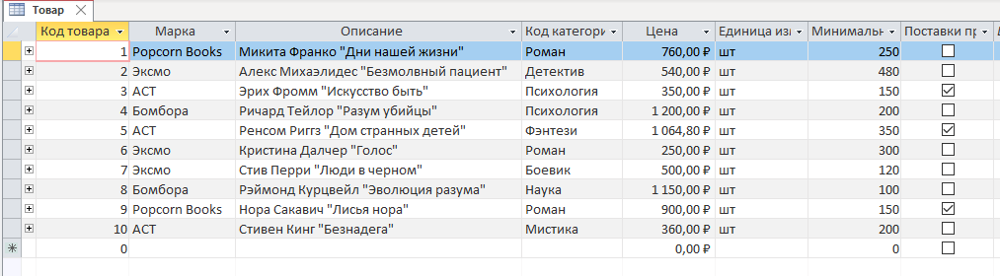 Товар
Код товара Марка Описание Код категори Цена Единица из Минимальн Поставки пр
1 Popcorn Books Микита Франко "Дни нашей жизни" Роман 760,00 ₽ шт 250
2 Эксмо Алекс Михаэлидес "Безмолвный пациент" Детектив 540,00 ₽ шт 480
3 АСТ Эрих Фромм "Искусство быть" Психология 350,00 ₽ шт 150
4 Бомбора Ричард Тейлор "Разум убийцы" Психология 1 200,00 ₽ шт 200
5 АСТ Ренсом Риггз "Дом странных детей" Фэнтези 1 064,80 ₽ шт 350
6 Эксмо Кристина Далчер "Голос" Роман 250,00 ₽ шт 300
7 Эксмо Стив Перри "Люди в черном" Боевик 500,00 ₽ шт 120
8 Бомбора Рэймонд Курцвейл "Эволюция разума" Наука 1 150,00 ₽ шт 100
9 Popcorn Books Нора Сакавич "Лисья нора" Роман 900,00 ₽ шт 150
10 АСТ Стивен Кинг "Безнадега" Мистика 360,00 ₽ шт 200
0 0,00 ₽ 0